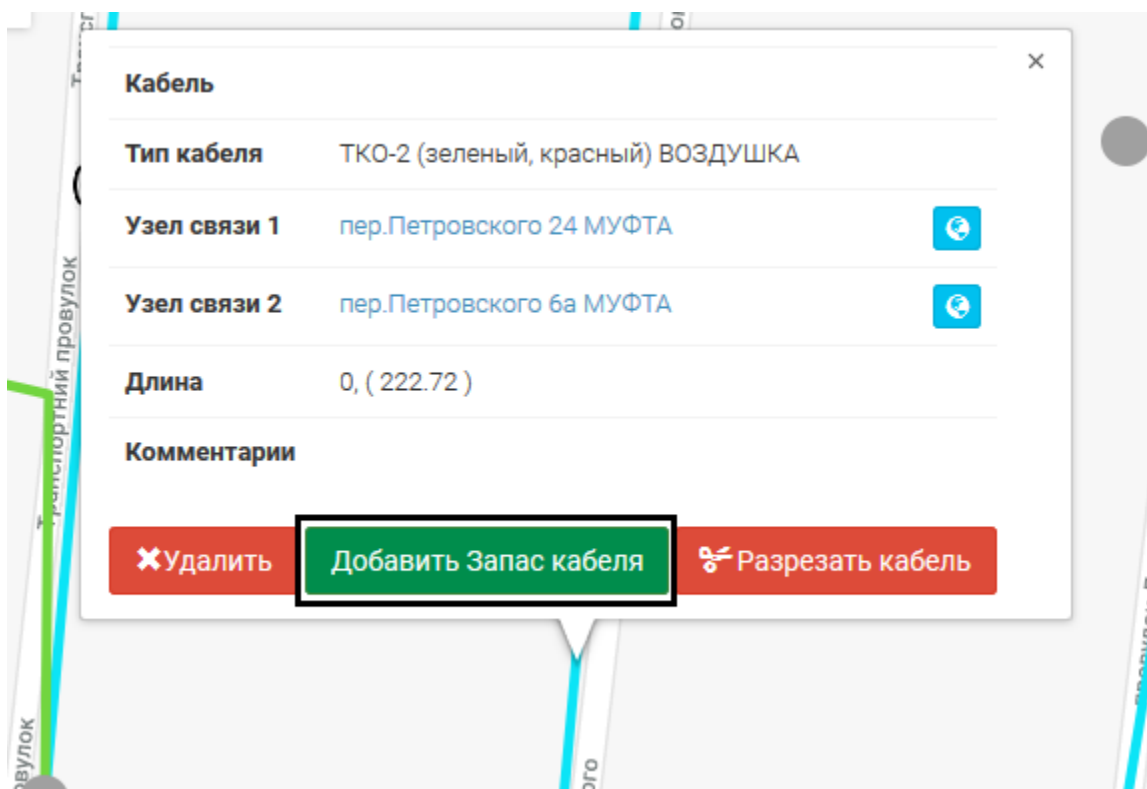 Кабель
Тип кабеля ТКО-2 (зеленый, красный) ВОЗДУШКА
Узел связи 1 пер.Петровского 24 МУФТА
Узел связи 2 пер.Петровского 6а МУФТА
Длина 0, ( 222.72 )
Комментарии
Удалить Добавить Запас кабеля Разрезать кабель
Транспортний провулок